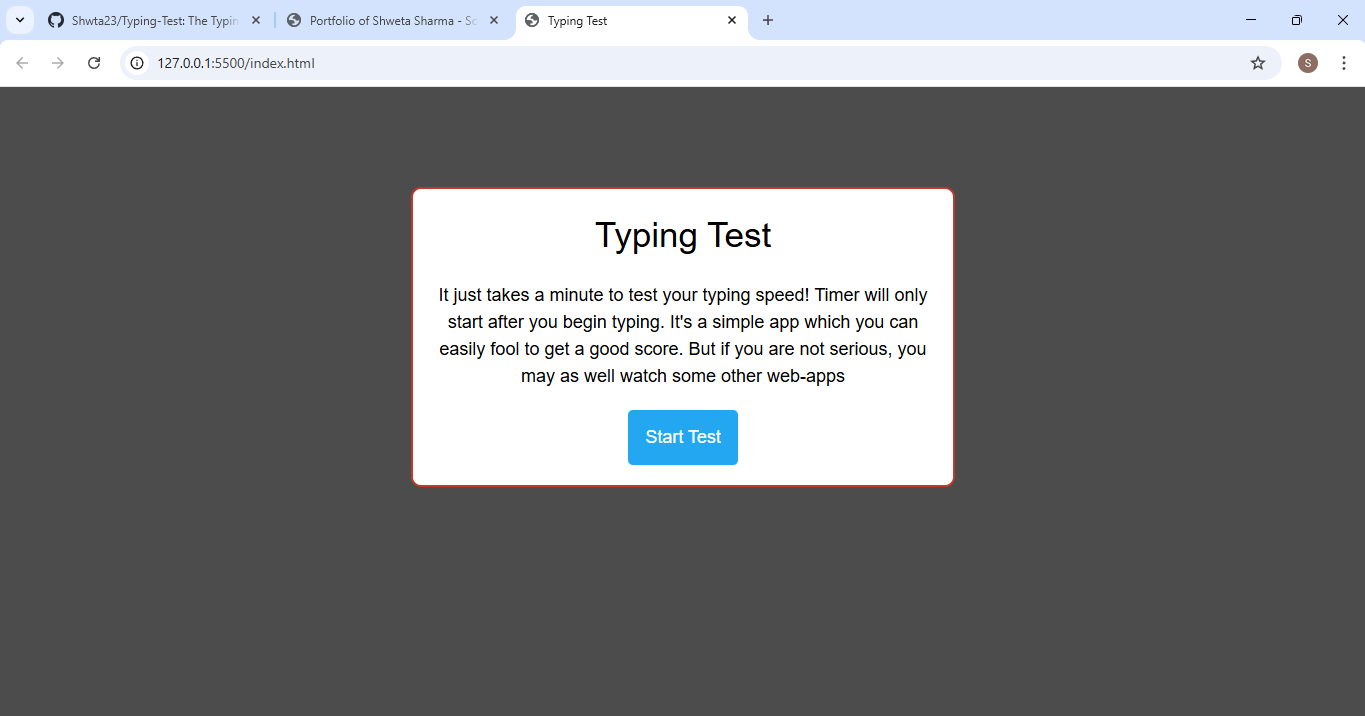 Shwta23/Typing-Test: The Typin
Portfolio of Shweta Sharma - So
Typing Test
127.0.0.1:5500/index.html
S
Typing Test
It just takes a minute to test your typing speed! Timer will only
start after you begin typing. It's a simple app which you can
easily fool to get a good score. But if you are not serious, you
may as well watch some other web-apps
Start Test